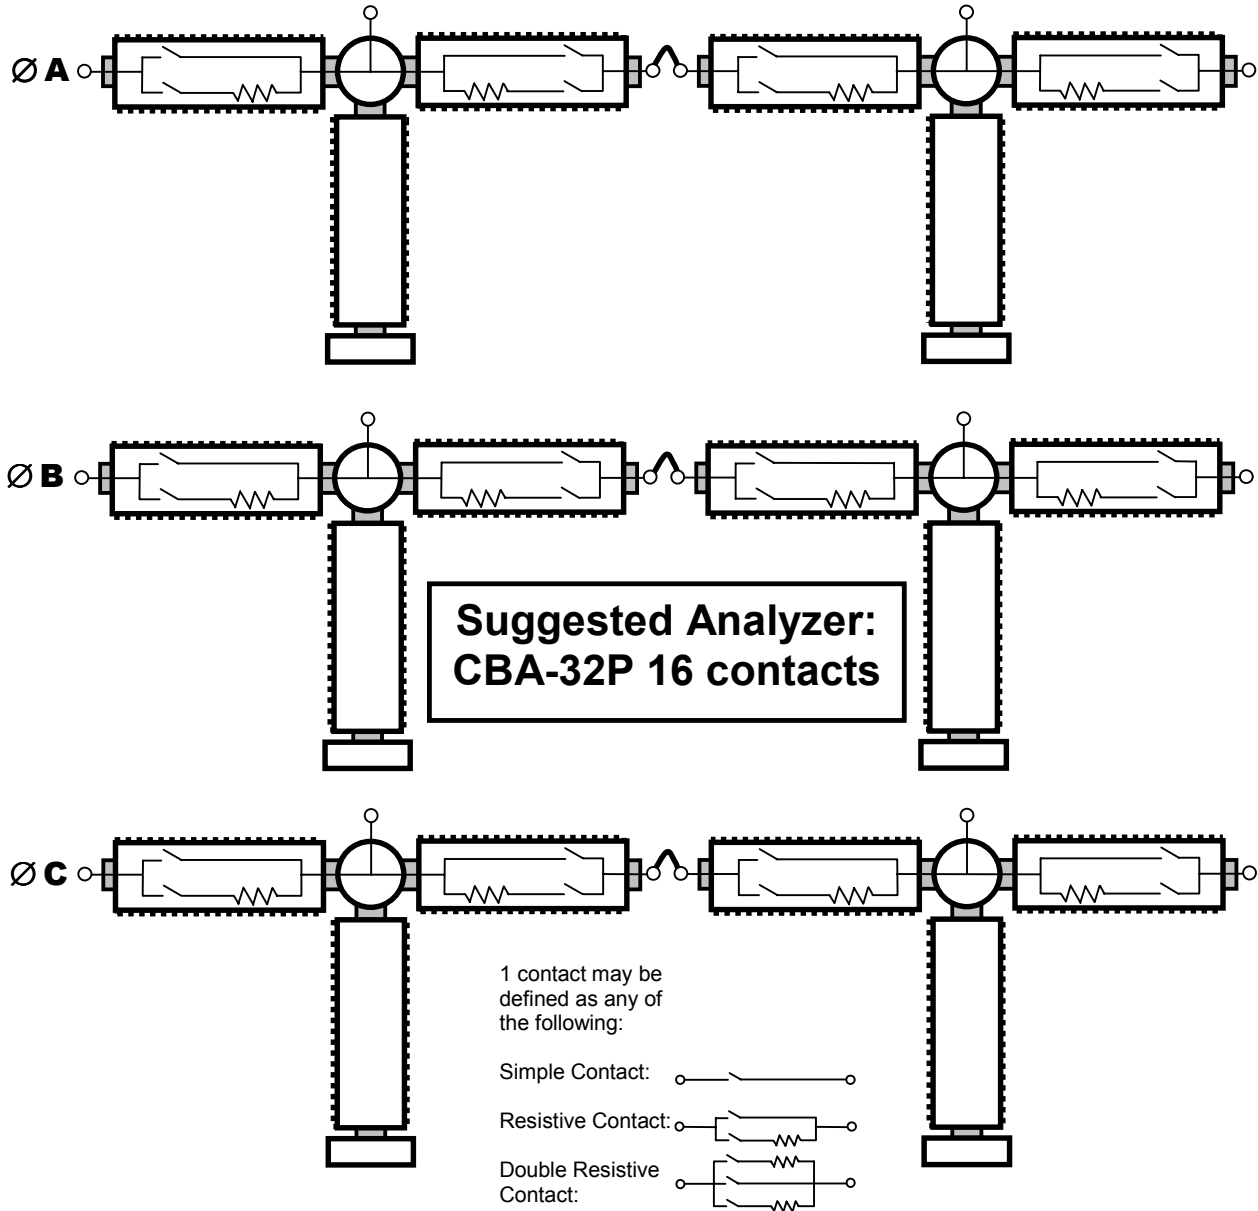 Ø A
Ø B
Suggested Analyzer:
CBA-32P 16 contacts
Ø C
1 contact may be
defined as any of
the following:
Simple Contact:
Resistive Contact:
Double Resistive
Contact: